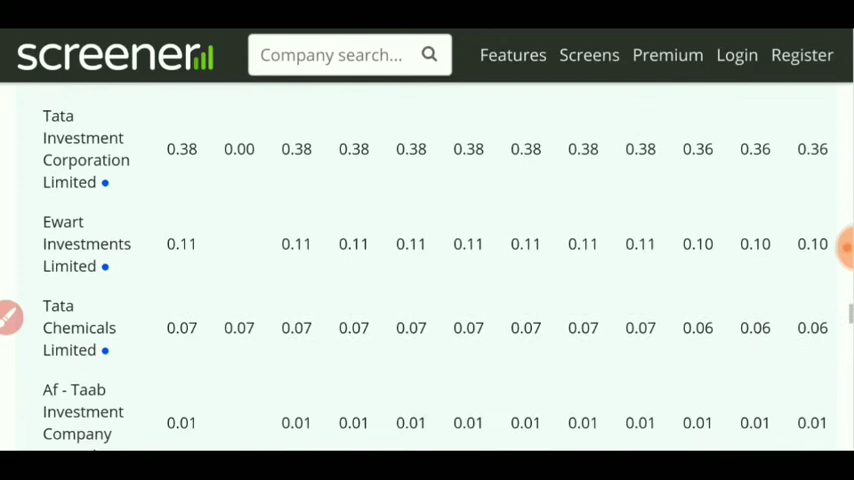 screener
Company search...
Features Screens Premium Login Register
Tata
Investment
Corporation
Limited
0.38 0.00 0.38 0.38 0.38 0.38 0.38 0.38 0.38 0.36 0.36 0.36
Ewart
Investments
Limited
0.11 0.11 0.11 0.11 0.11 0.11 0.11 0.11 0.10 0.10 0.10
Tata
Chemicals
Limited
0.07 0.07 0.07 0.07 0.07 0.07 0.07 0.07 0.07 0.06 0.06 0.06
Af - Taab
Investment
Company
0.01 0.01 0.01 0.01 0.01 0.01 0.01 0.01 0.01 0.01 0.01